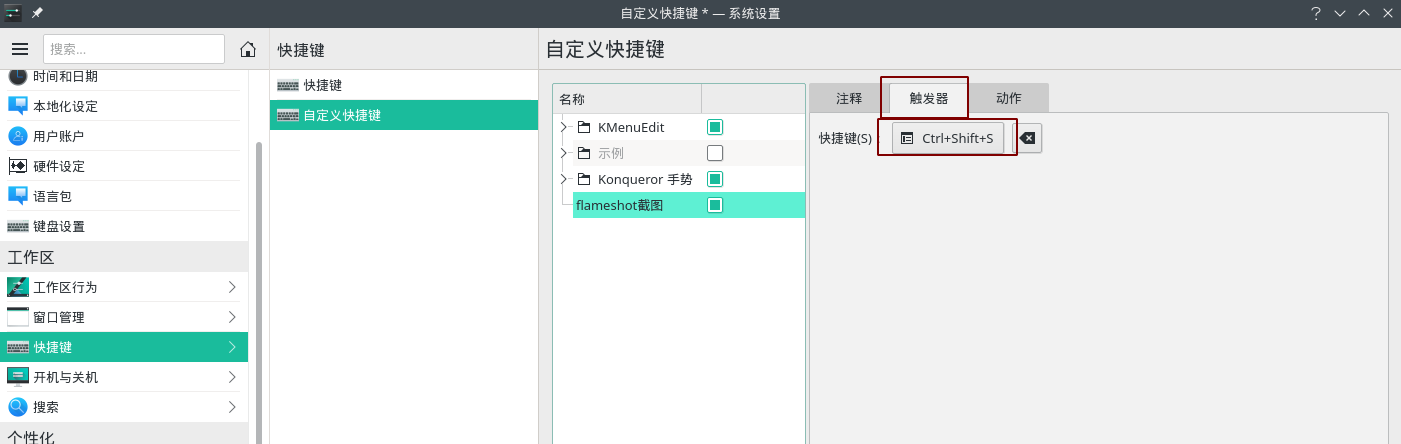 自定义快捷键 * — 系统设置
搜索...
时间和日期
本地化设定
用户账户
硬件设定
语言包
键盘设置
工作区
工作区行为
窗口管理
快捷键
开机与关机
搜索
个性化
快捷键
快捷键
自定义快捷键
自定义快捷键
名称
KMenuEdit
示例
Konqueror 手势
flameshot截图
注释
触发器
动作
快捷键(S) :
Ctrl+Shift+S